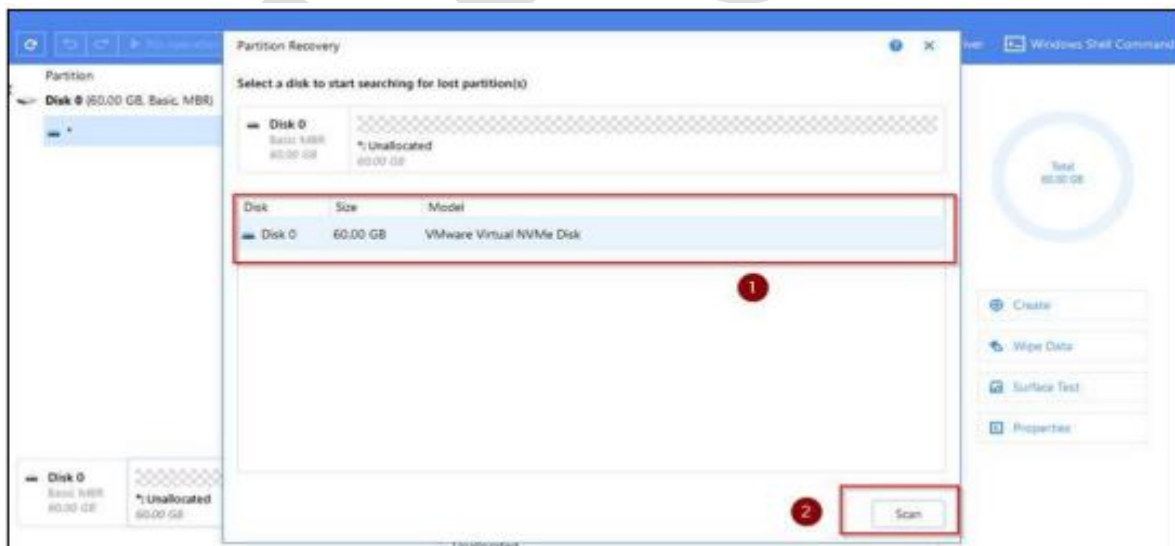 Partition Recovery
Windows Shell Command
Partition
Disk 0 (60.00 GB, Basic, MBR)
*
Select a disk to start searching for lost partition(s)
Disk 0
Basic MBR
60.00 GB
*: Unallocated
60.00 GB
Total
60.00 GB
Disk Size Model
Disk 0 60.00 GB VMware Virtual NVMe Disk
1
Create
Wipe Data
Surface Test
Properties
Disk 0
Basic MBR
60.00 GB
*: Unallocated
60.00 GB
2
Scan